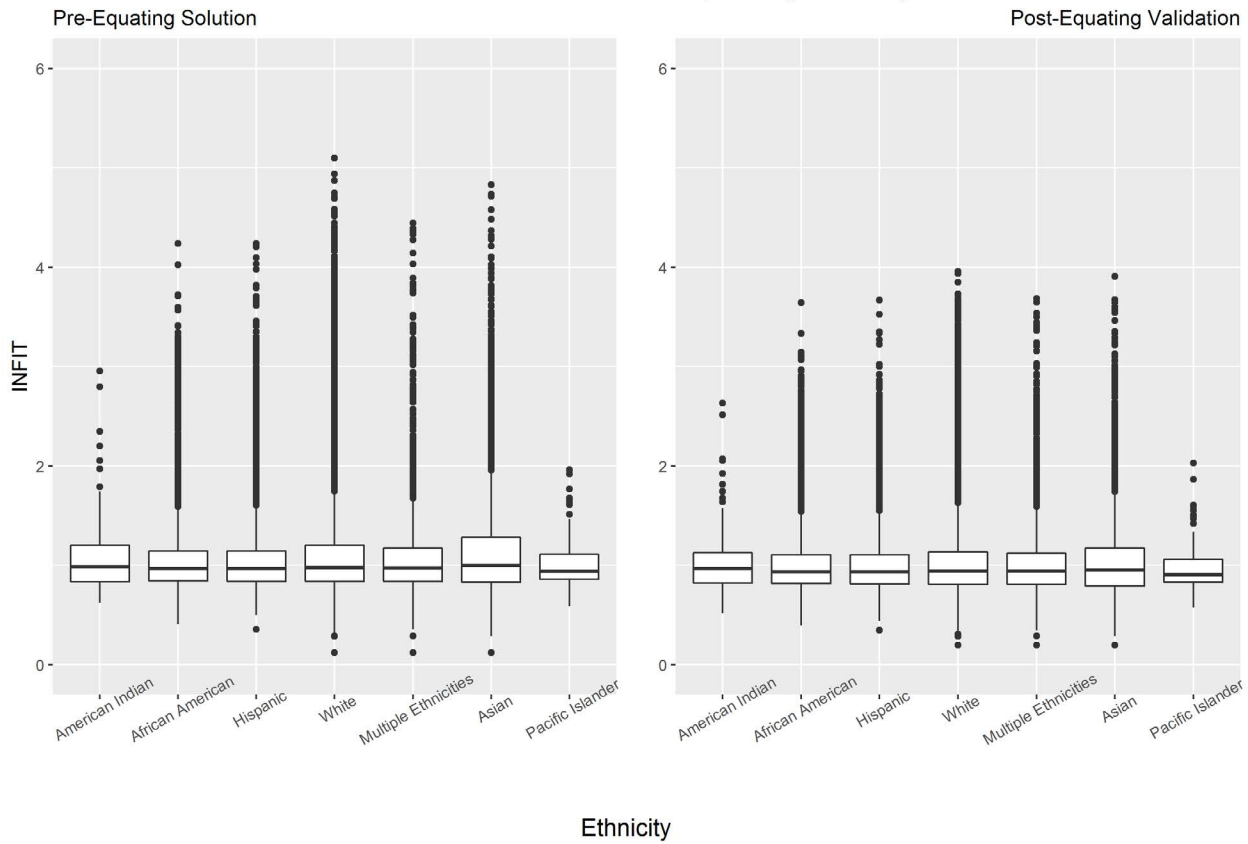 Pre-Equating Solution
Post-Equating Validation
6
4
2
0
INFIT
American Indian
African American
Hispanic
White
Multiple Ethnicities
Asian
Pacific Islander
6
4
2
0
American Indian
African American
Hispanic
White
Multiple Ethnicities
Asian
Pacific Islander
Ethnicity